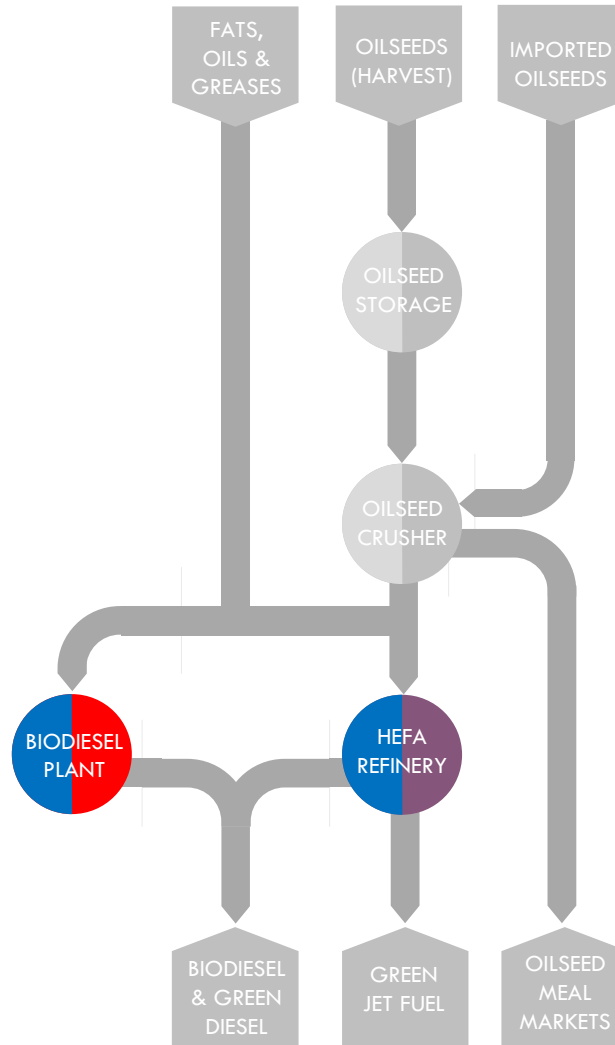 FATS,
OILS &
GREASES
OILSEEDS
(HARVEST)
IMPORTED
OILSEEDS
OILSEED
STORAGE
OILSEED
CRUSHER
BIODIESEL
PLANT
HEFA
REFINERY
BIODIESEL
& GREEN
DIESEL
GREEN
JET FUEL
OILSEED
MEAL
MARKETS